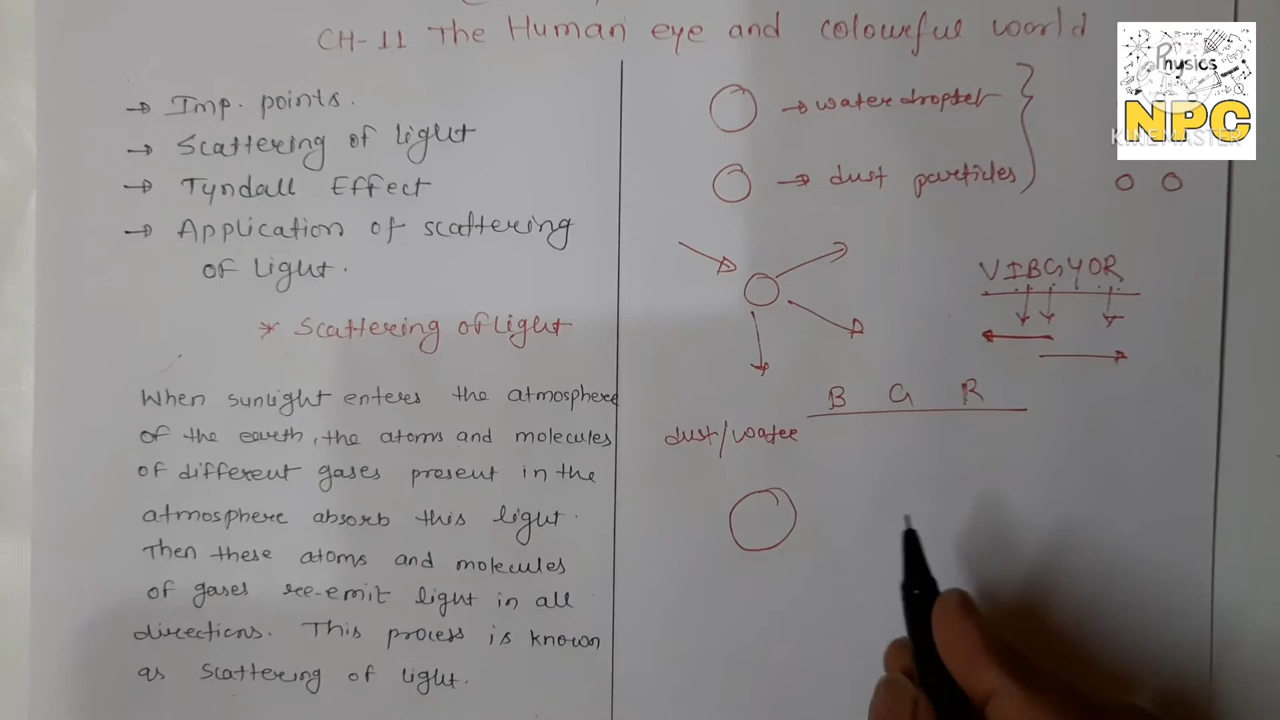 CH-11 The Human eye and colourful world
→ Imp. points.
→ Scattering of light
→ Tyndall Effect
→ Application of scattering
of light.
* Scattering of light
When sunlight enters the atmosphere
of the earth, the atoms and molecules
of different gases present in the
atmosphere absorb this light.
Then these atoms and molecules
of gases re-emit light in all
directions. This process is known
as scattering of light.
→ water droplet
→ dust particles
VIBGYOR
B G R
dust/water
Physics
NPC
KINEMASTER